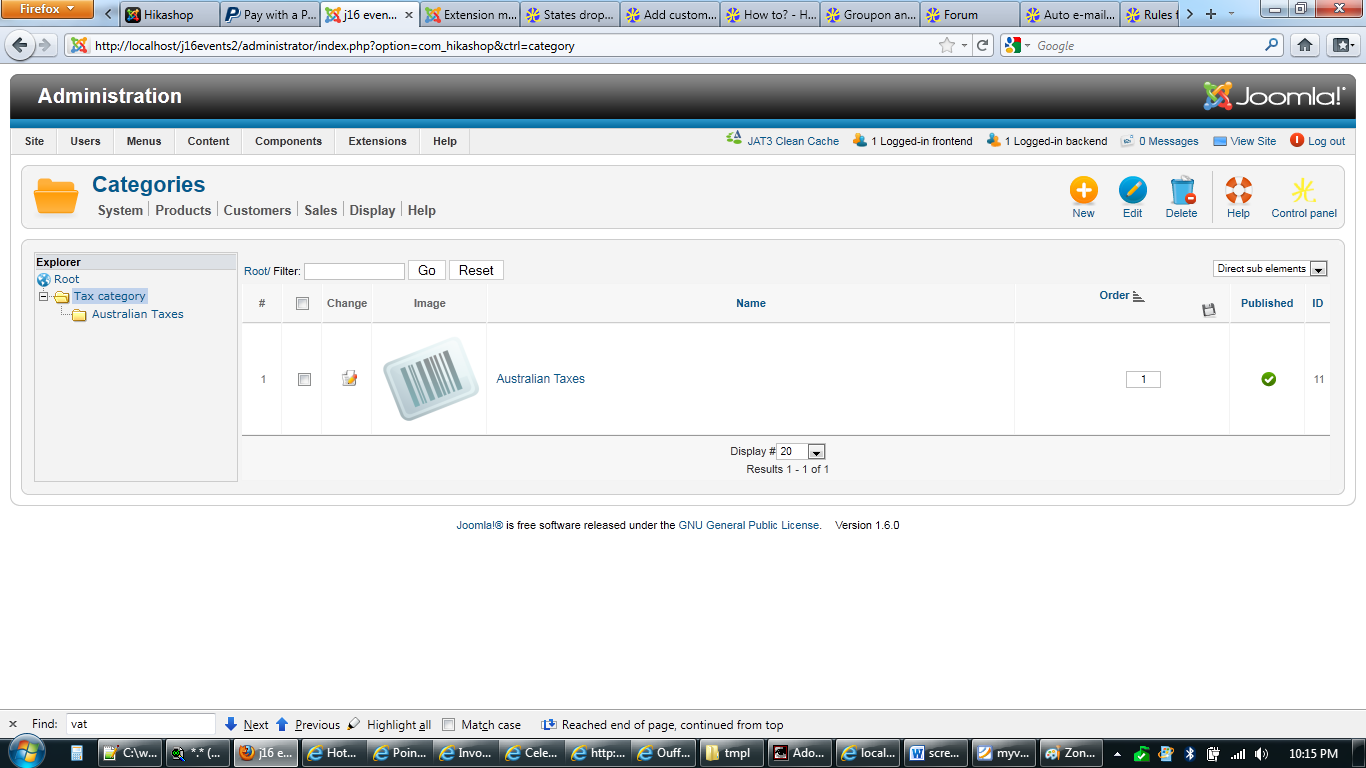 Firefox
Hikashop
Pay with a P...
j16 even...
Extension m...
States drop...
Add custom...
How to? - H...
Groupon an...
Forum
Auto e-mail...
Rules f
http://localhost/j16events2/administrator/index.php?option=com_hikashop&ctrl=category
Google
Administration
Joomla!
Site Users Menus Content Components Extensions Help
JAT3 Clean Cache 1 Logged-in frontend 1 Logged-in backend 0 Messages View Site Log out
Categories
System Products Customers Sales Display Help
New Edit Delete Help Control panel
Explorer
Root
Tax category
Australian Taxes
Root/ Filter: Go Reset
Direct sub elements
# Change Image Name Order Published ID
1 Australian Taxes 1 11
Display # 20
Results 1 - 1 of 1
Joomla!® is free software released under the GNU General Public License. Version 1.6.0
Find: vat Next Previous Highlight all Match case Reached end of page, continued from top
C:\w...
*.* (...
j16 e...
Hot...
Poin...
Invo...
Cele...
http:...
Ouff...
tmpl
Ado...
local...
scre...
myv...
Zon...
10:15 PM